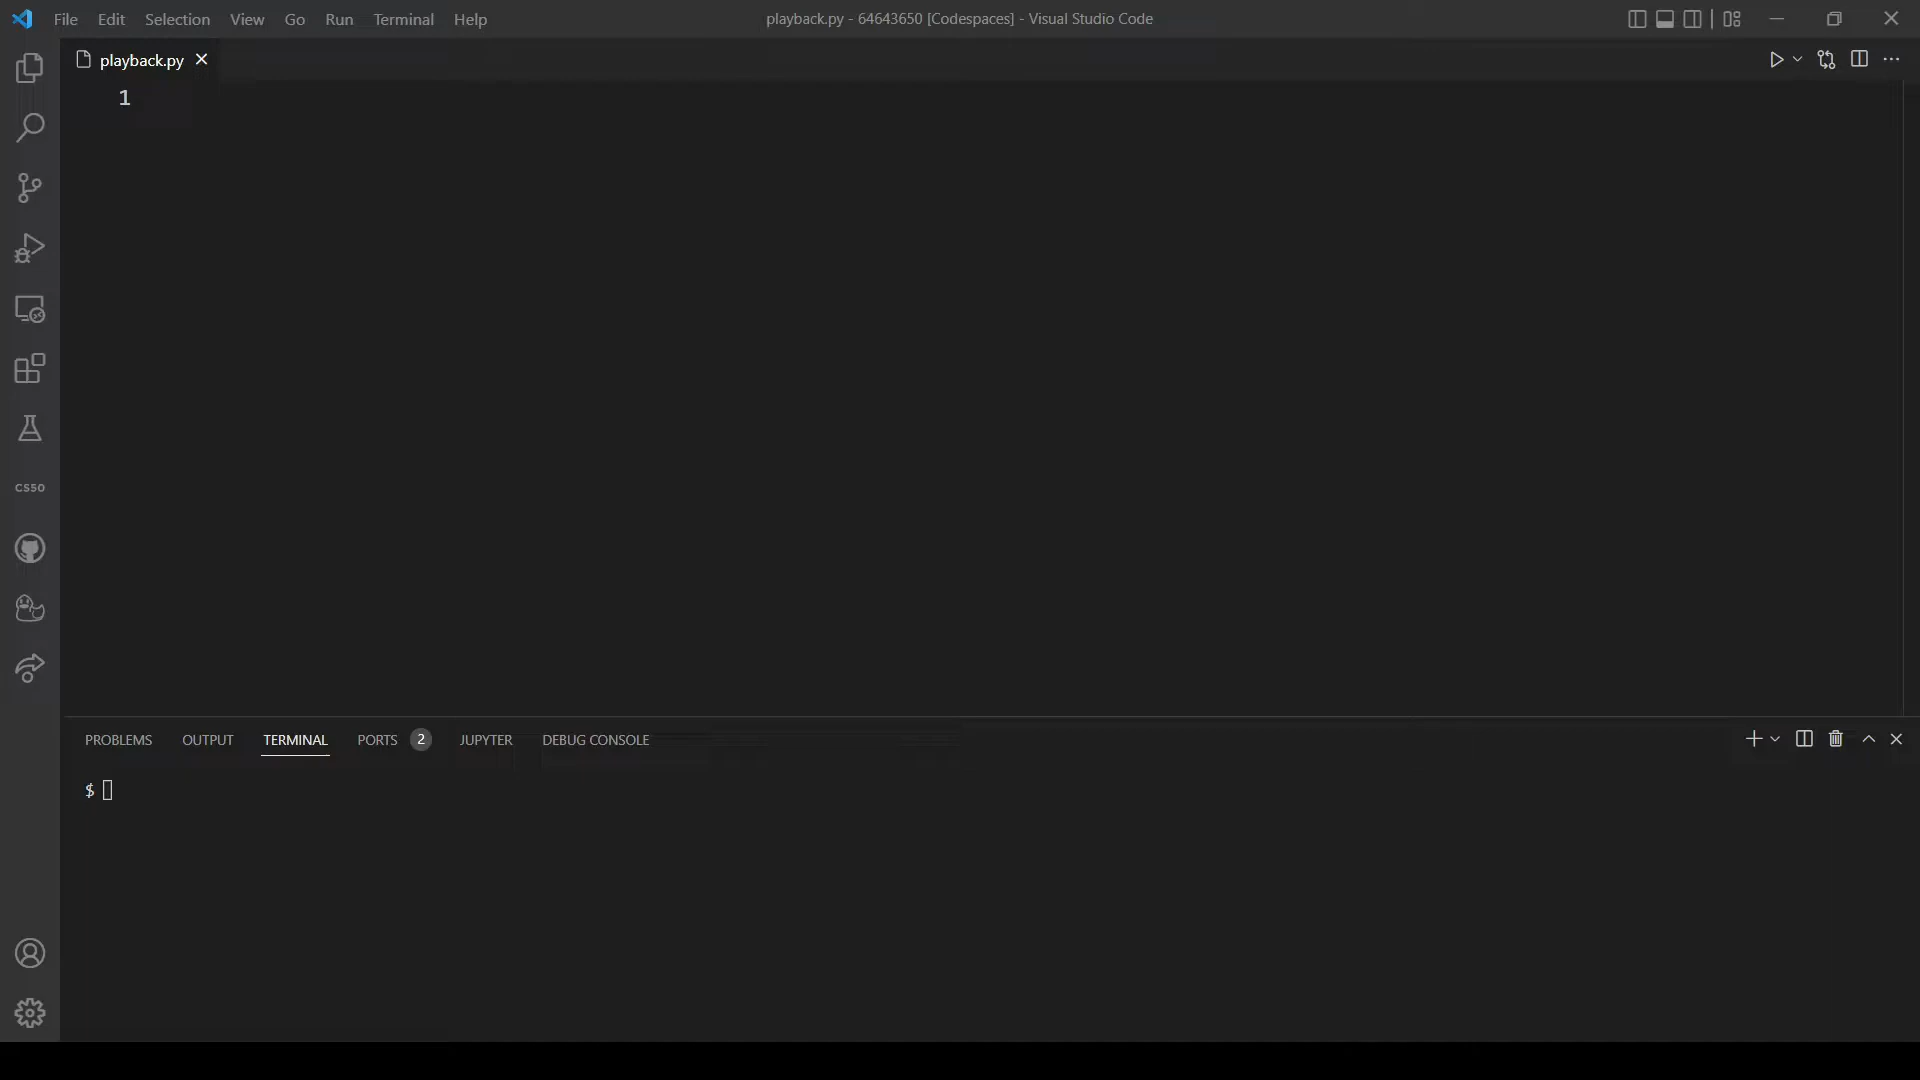 File Edit Selection View Go Run Terminal Help
playback.py - 64643650 [Codespaces] - Visual Studio Code
playback.py
1
CS50
PROBLEMS OUTPUT TERMINAL PORTS 2 JUPYTER DEBUG CONSOLE
$